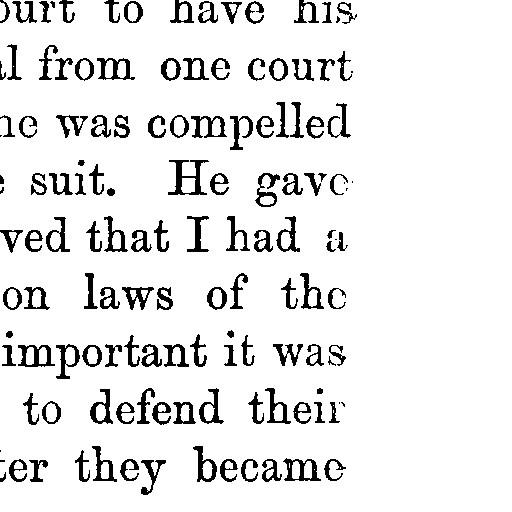 ourt to have his
al from one court
he was compelled
e suit. He gave
ved that I had a
on laws of the
important it was
to defend their
ter they became